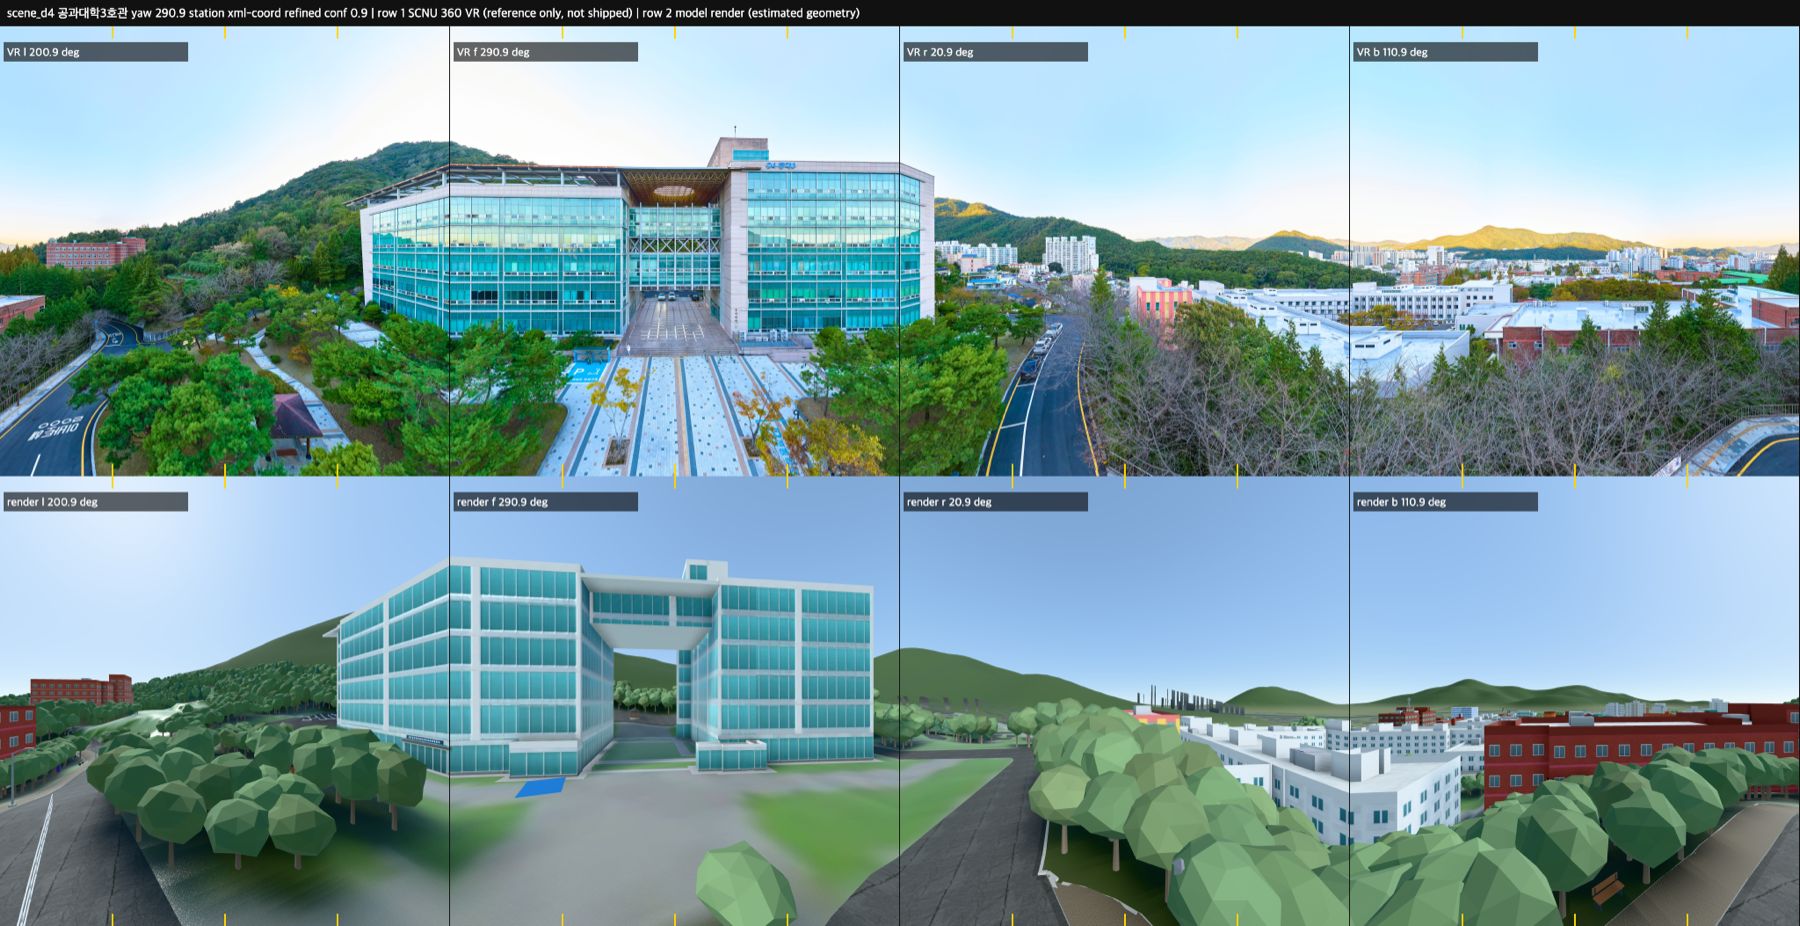 scene_d4 공과대학3호관 yaw 290.9 station xml-coord refined conf 0.9 | row 1 SCNU 360 VR (reference only, not shipped) | row 2 model render (estimated geometry)
VR l 200.9 deg
VR f 290.9 deg
VR r 20.9 deg
VR b 110.9 deg
P
render l 200.9 deg
render f 290.9 deg
render r 20.9 deg
render b 110.9 deg